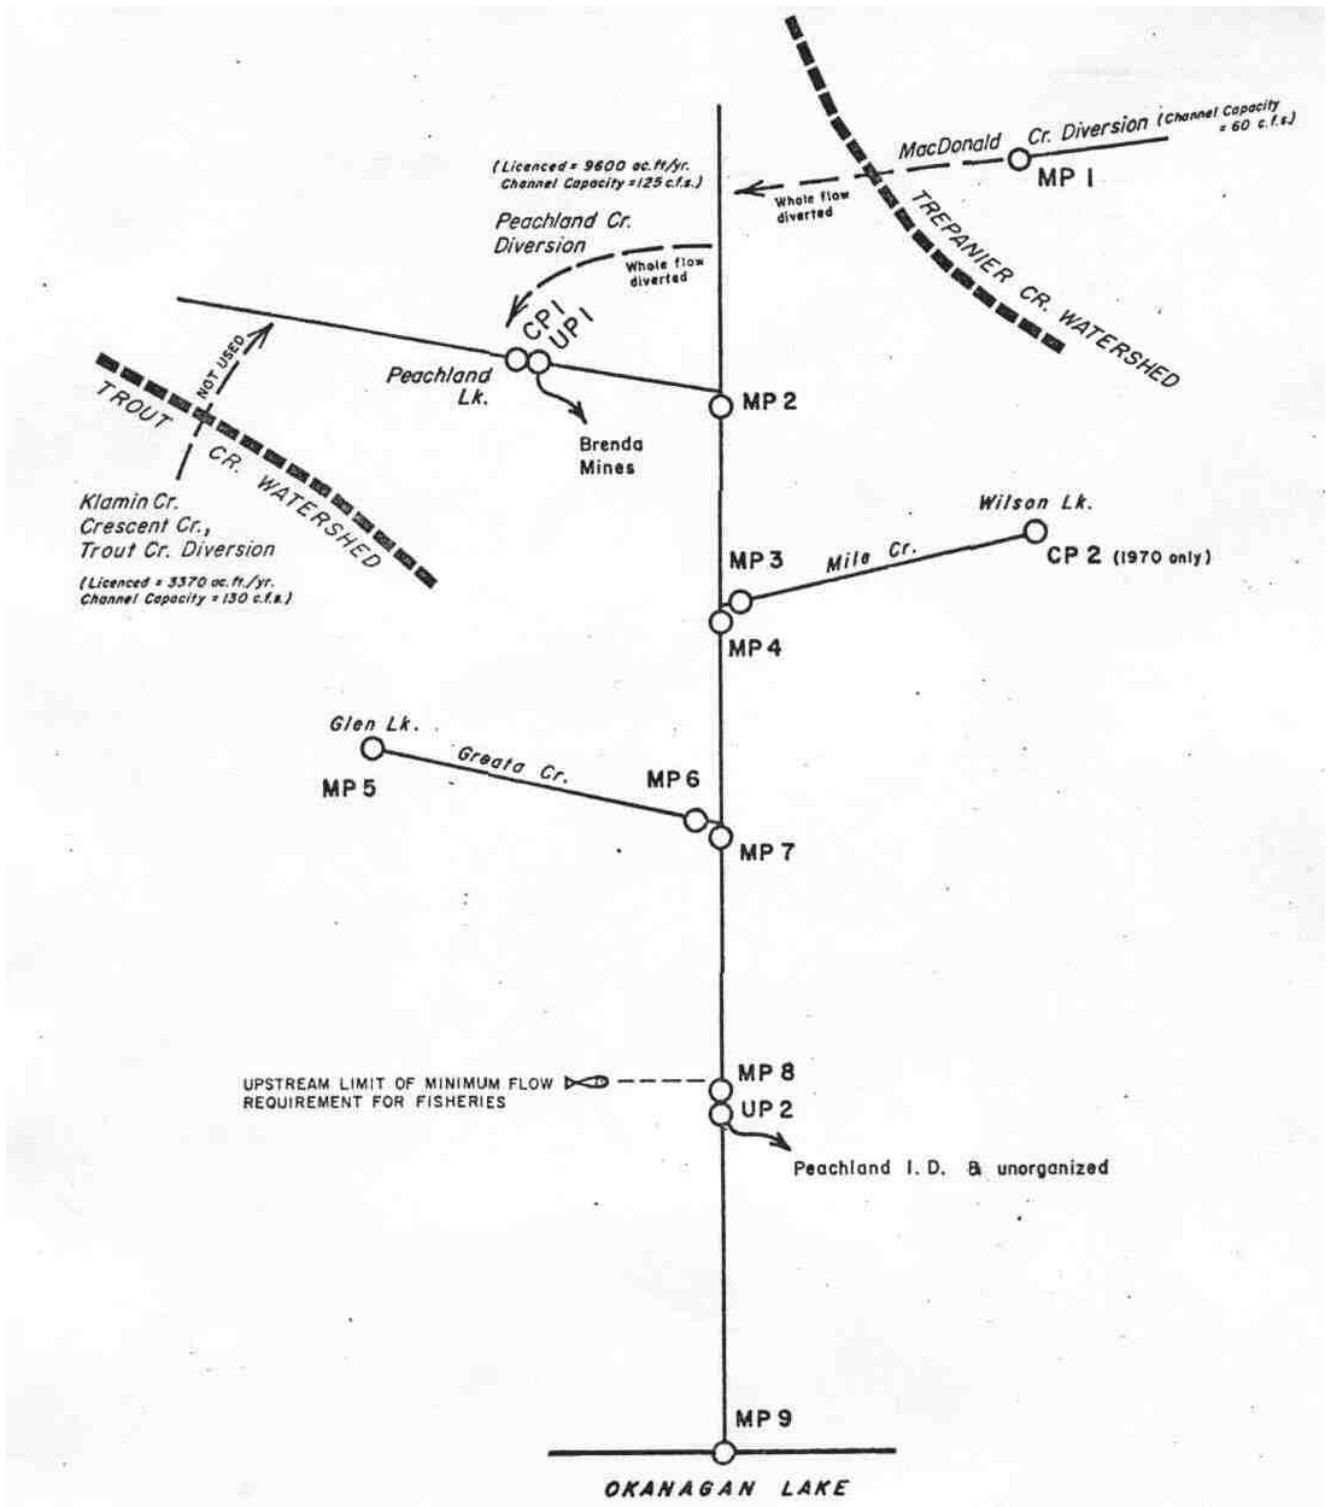 MacDonald Cr. Diversion (Channel Capacity
= 60 c.f.s.)
MP 1
Whole flow
diverted
TREPANIER CR. WATERSHED
(Licenced = 9600 ac.ft/yr.
Channel Capacity = 125 c.f.s.)
Peachland Cr.
Diversion
Whole flow
diverted
CP1
UP1
Peachland
Lk.
Brenda
Mines
MP 2
NOT USED
TROUT CR. WATERSHED
Klamin Cr.
Crescent Cr.,
Trout Cr. Diversion
(Licenced = 3370 ac.ft./yr.
Channel Capacity = 130 c.f.s.)
Wilson Lk.
CP 2 (1970 only)
Mile Cr.
MP 3
MP 4
Glen Lk.
Greata Cr.
MP 5
MP 6
MP 7
UPSTREAM LIMIT OF MINIMUM FLOW
REQUIREMENT FOR FISHERIES
MP 8
UP 2
Peachland I. D. & unorganized
MP 9
OKANAGAN LAKE